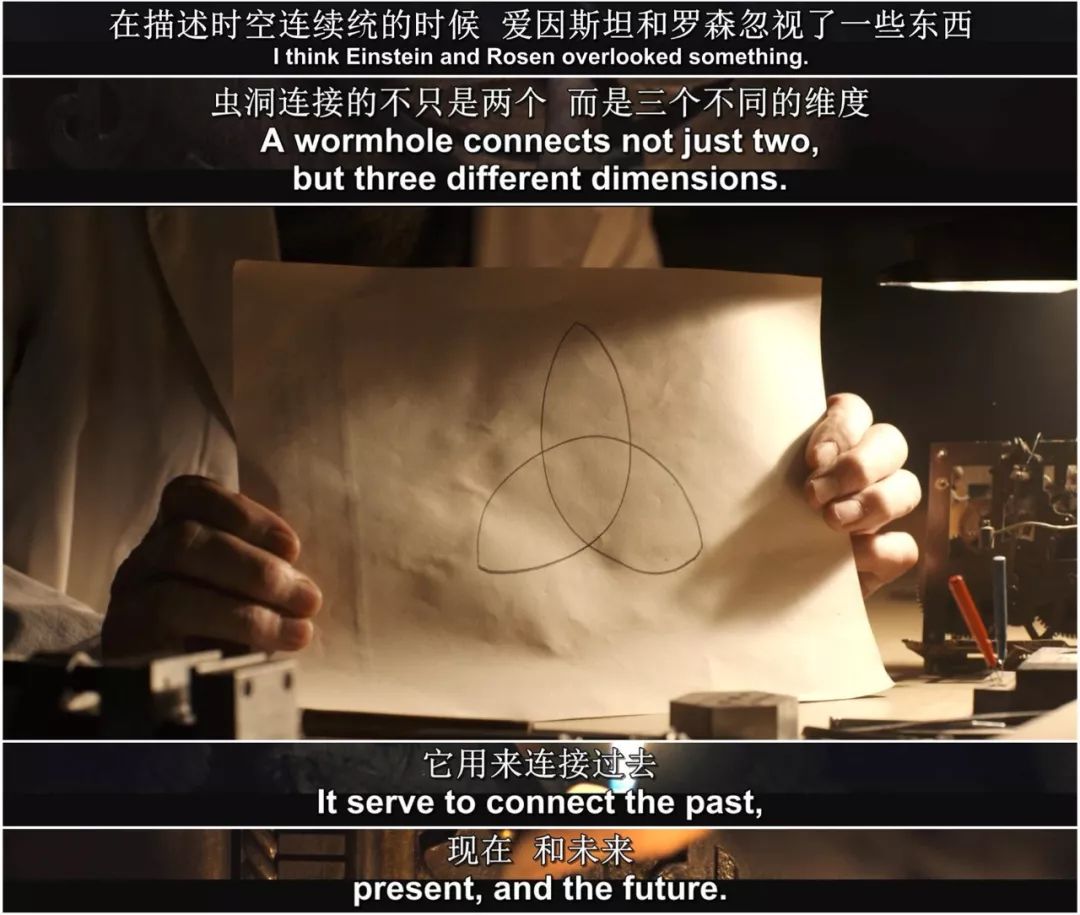 在描述时空连续统的时候 爱因斯坦和罗森忽视了一些东西
I think Einstein and Rosen overlooked something.
虫洞连接的不只是两个 而是三个不同的维度
A wormhole connects not just two,
but three different dimensions.
它用来连接过去
It serve to connect the past,
现在 和未来
present, and the future.